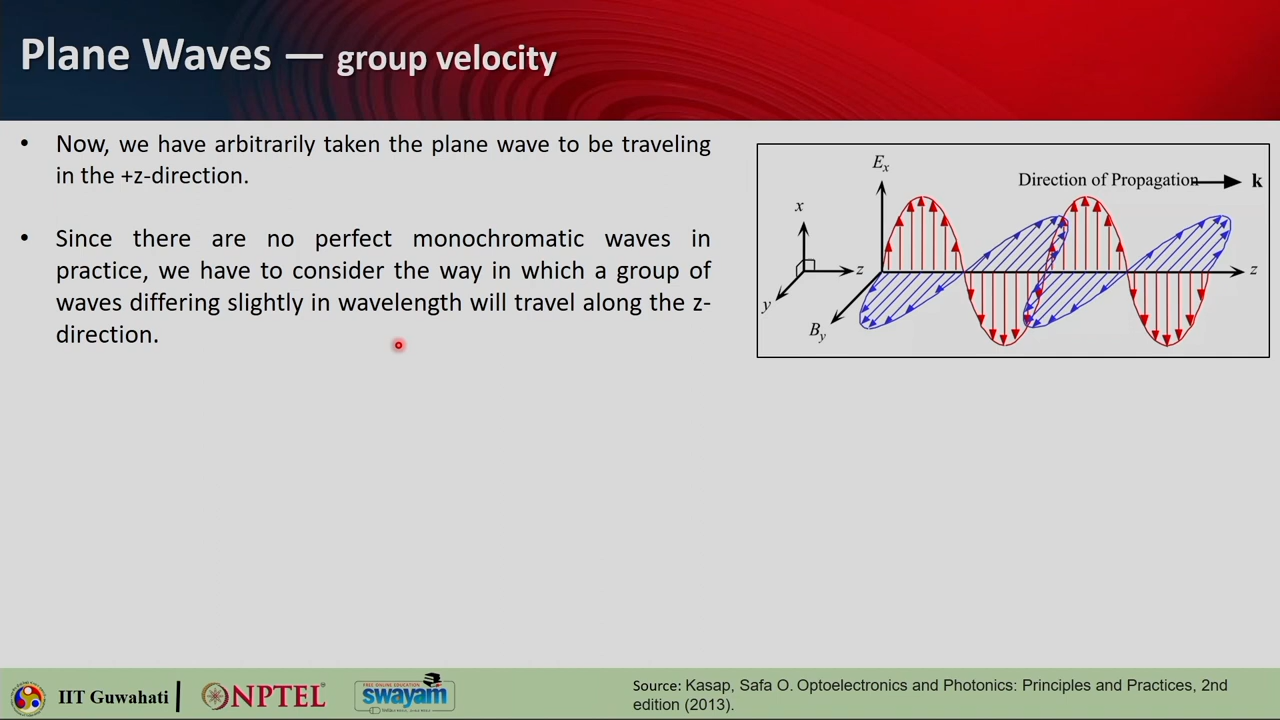 Plane Waves — group velocity
• Now, we have arbitrarily taken the plane wave to be traveling
in the +z-direction.
• Since there are no perfect monochromatic waves in
practice, we have to consider the way in which a group of
waves differing slightly in wavelength will travel along the z-
direction.
Ex
Direction of Propagation k
x
z
z
y
By
IIT Guwahati
NPTEL
FREE ONLINE EDUCATION
swayam
Source: Kasap, Safa O. Optoelectronics and Photonics: Principles and Practices, 2nd
edition (2013).